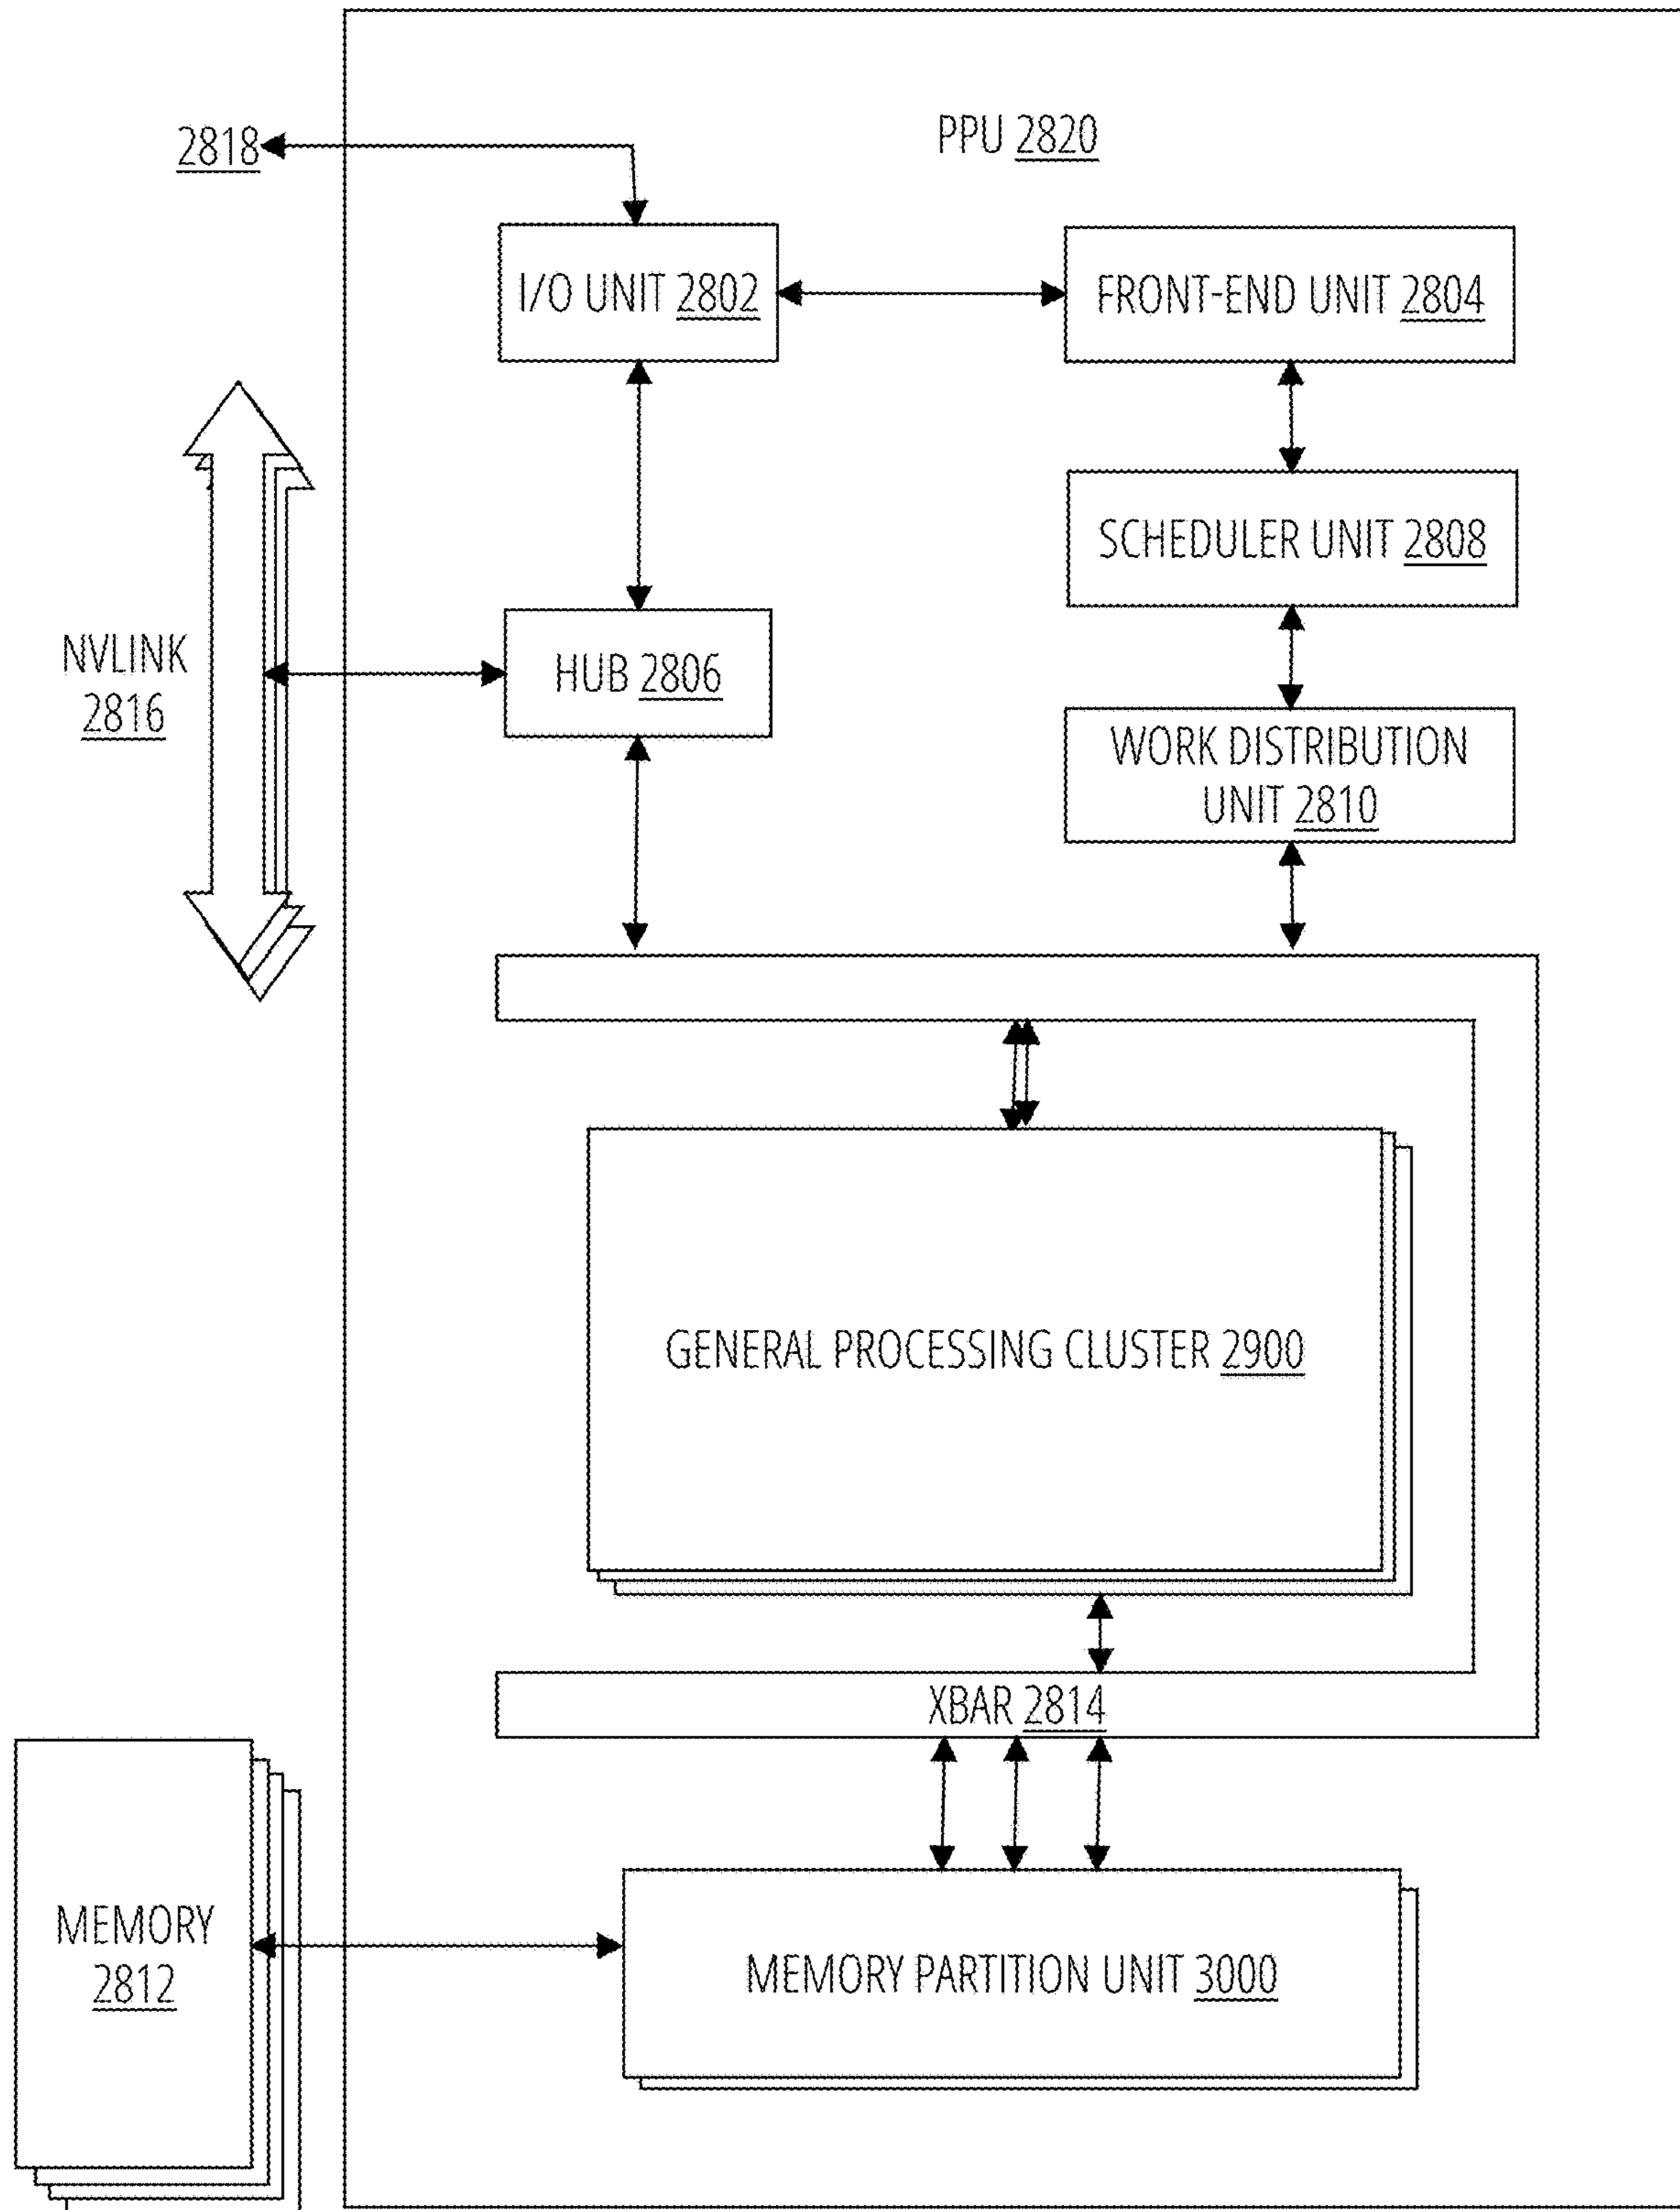 PPU 2820
2818
I/O UNIT 2802
FRONT-END UNIT 2804
SCHEDULER UNIT 2808
NVLINK
2816
HUB 2806
WORK DISTRIBUTION
UNIT 2810
GENERAL PROCESSING CLUSTER 2900
XBAR 2814
MEMORY
2812
MEMORY PARTITION UNIT 3000